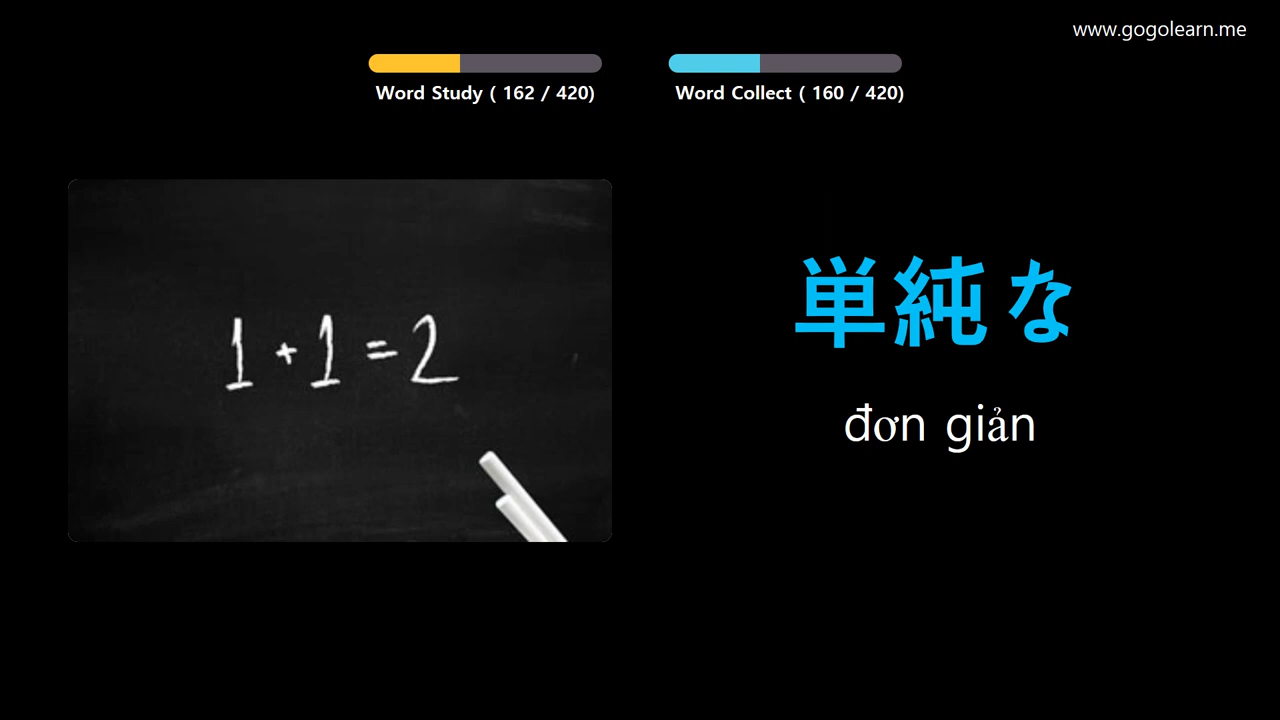 www.gogolearn.me
Word Study ( 162 / 420)
Word Collect ( 160 / 420)
1 + 1 = 2
単純な
đơn giản